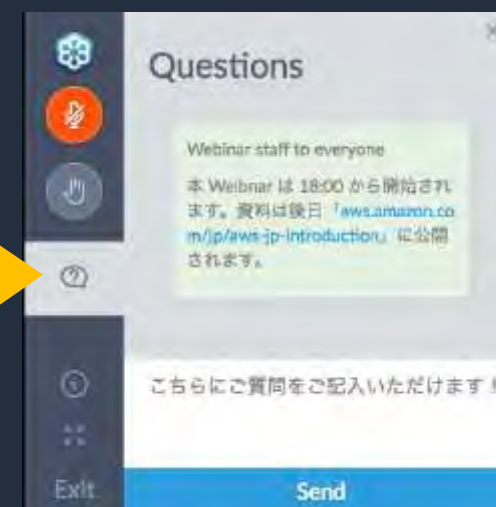 Questions
Webinar staff to everyone
本 Weibnar は 18:00 から開始され
ます。資料は後日「aws.amazon.co
m/jp/aws-jp-introduction」に公開
されます。
こちらにご質問をご記入いただけます！
Exit
Send